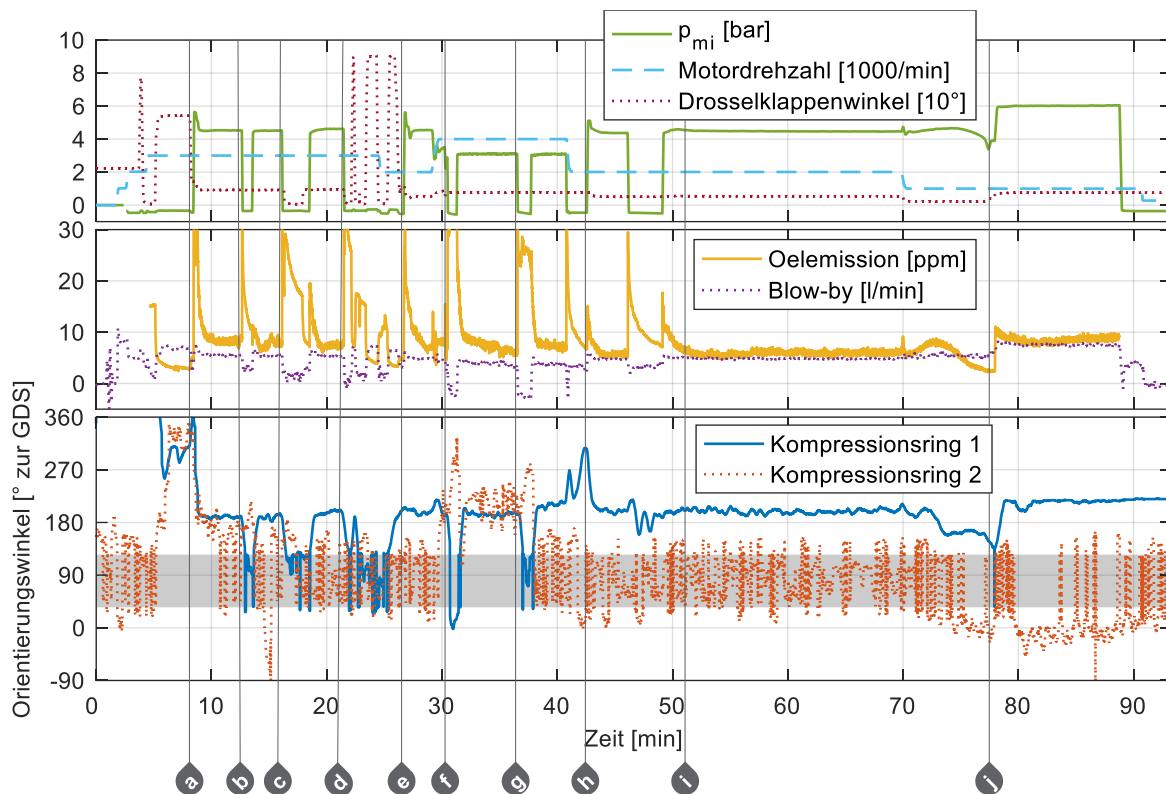 p mi [bar]
Motordrehzahl [1000/min]
Drosselklappenwinkel [10°]
10
8
6
4
2
0
Oelemission [ppm]
Blow-by [l/min]
30
20
10
0
Kompressionsring 1
Kompressionsring 2
Orientierungswinkel [° zur GDS]
360
270
180
90
0
-90
0 10 20 30 40 50 60 70 80 90
Zeit [min]
a b c d e f g h i j